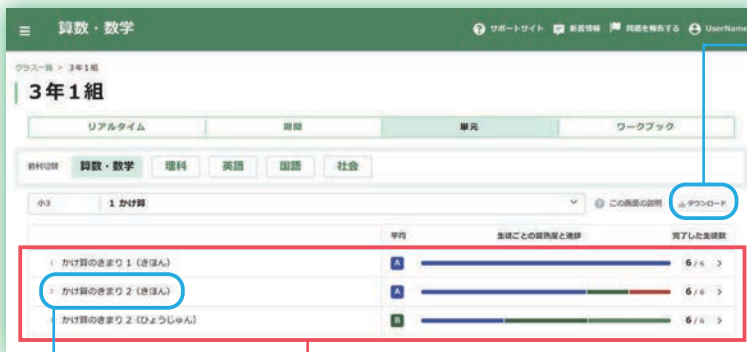 算数・数学
サポートサイト 新着情報 問題を報告する UserName
クラス一覧 > 3年1組
3年1組
リアルタイム 期間 単元 ワークブック
教科切替 算数・数学 理科 英語 国語 社会
小3 1 かけ算 この画面の説明 ダウンロード
平均 生徒ごとの習熟度と進捗 完了した生徒数
1 かけ算のきまり1（きほん） A 6/6 >
2 かけ算のきまり2（きほん） A 6/6 >
かけ算のきまり2（ひょうじゅん） B 6/6 >